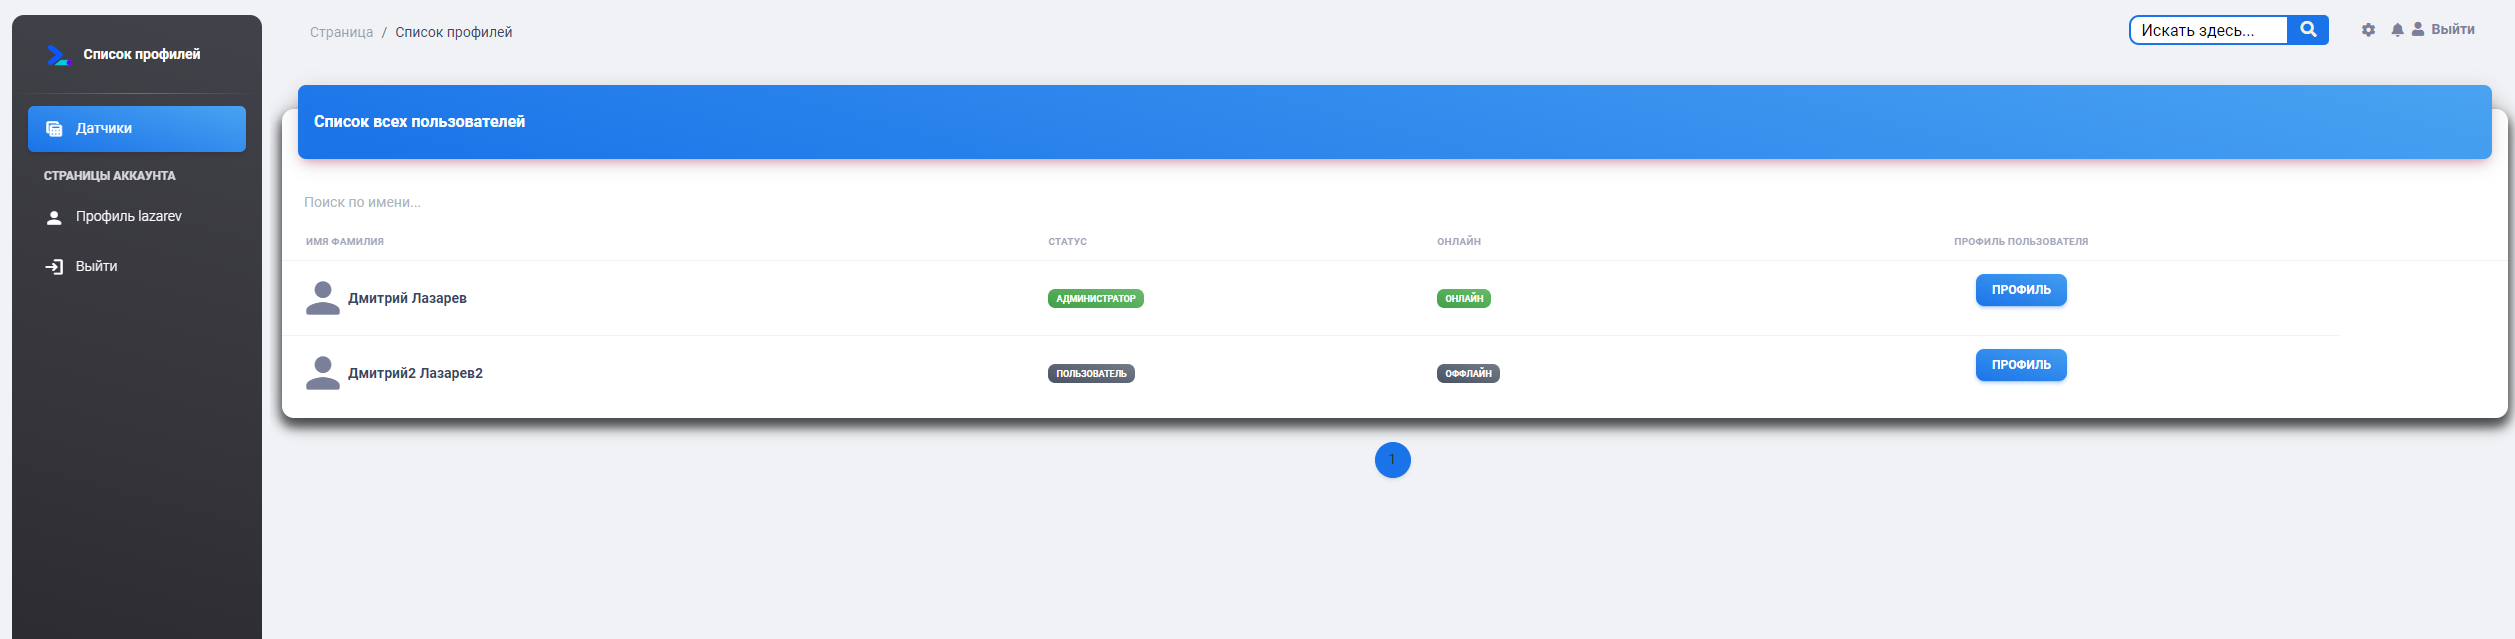 Список профилей
Датчики
СТРАНИЦЫ АККАУНТА
Профиль lazarev
Выйти
Страница / Список профилей
Искать здесь...
Выйти
Список всех пользователей
Поиск по имени...
ИМЯ ФАМИЛИЯ СТАТУС ОНЛАЙН ПРОФИЛЬ ПОЛЬЗОВАТЕЛЯ
Дмитрий Лазарев АДМИНИСТРАТОР ОНЛАЙН ПРОФИЛЬ
Дмитрий2 Лазарев2 ПОЛЬЗОВАТЕЛЬ ОФФЛАЙН ПРОФИЛЬ
1